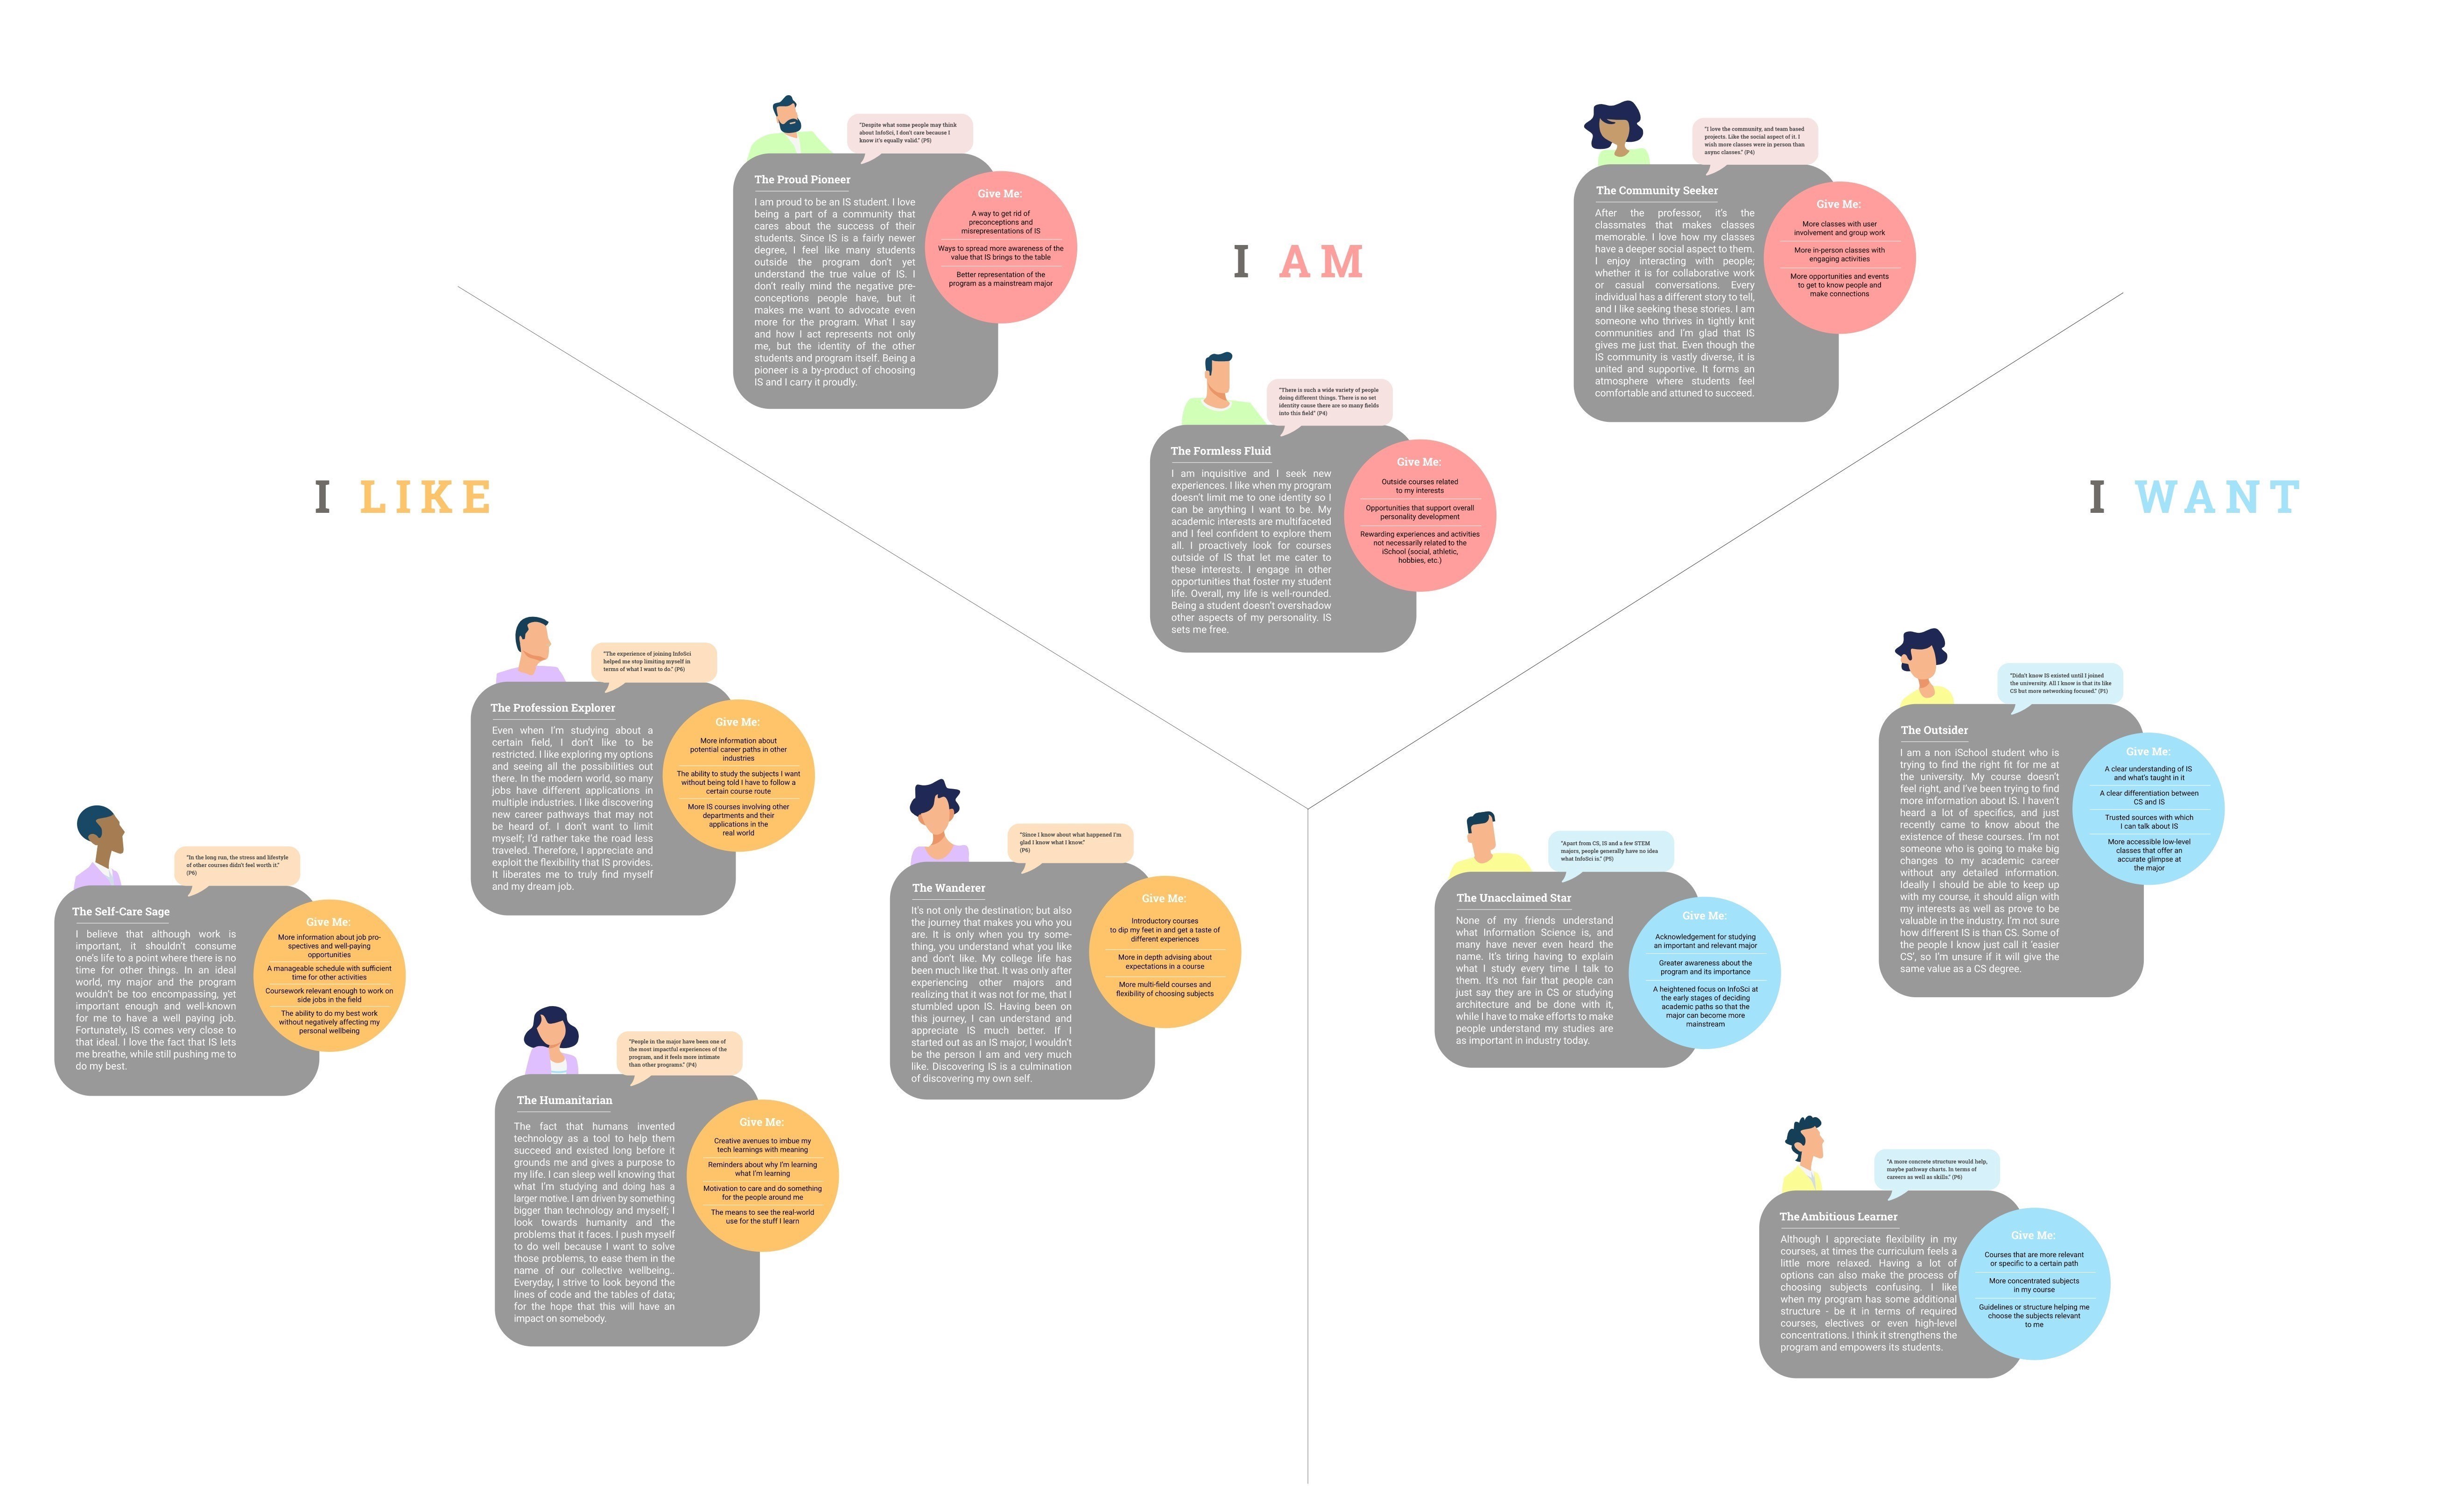 I AM
"Despite what some people may think
about InfoSci, I don't care because I
know it's equally valid." (P5)
The Proud Pioneer
I am proud to be an IS student. I love
being a part of a community that
cares about the success of their
students. Since IS is a fairly newer
degree, I feel like many students
outside the program don't yet
understand the true value of IS. I
don't really mind the negative pre-
conceptions people have, but it
makes me want to advocate even
more for the program. What I say
and how I act represents not only
me, but the identity of the other
students and program itself. Being a
pioneer is a by-product of choosing
IS and I carry it proudly.
Give Me:
A way to get rid of
preconceptions and
misrepresentations of IS
Ways to spread more awareness of the
value that IS brings to the table
Better representation of the
program as a mainstream major
"There is such a wide variety of people
doing different things. There is no set
identity cause there are so many fields
into this field" (P4)
The Formless Fluid
I am inquisitive and I seek new
experiences. I like when my program
doesn't limit me to one identity so I
can be anything I want to be. My
academic interests are multifaceted
and I feel confident to explore them
all. I proactively look for courses
outside of IS that let me cater to
these interests. I engage in other
opportunities that foster my student
life. Overall, my life is well-rounded.
Being a student doesn't overshadow
other aspects of my personality. IS
sets me free.
Give Me:
Outside courses related
to my interests
Opportunities that support overall
personality development
Rewarding experiences and activities
not necessarily related to the
iSchool (social, athletic,
hobbies, etc.)
"I love the community, and team based
projects. Like the social aspect of it. I
wish more classes were in person than
async classes." (P4)
The Community Seeker
After the professor, it's the
classmates that makes classes
memorable. I love how my classes
have a deeper social aspect to them.
I enjoy interacting with people;
whether it is for collaborative work
or casual conversations. Every
individual has a different story to tell,
and I like seeking these stories. I am
someone who thrives in tightly knit
communities and I'm glad that IS
gives me just that. Even though the
IS community is vastly diverse, it is
united and supportive. It forms an
atmosphere where students feel
comfortable and attuned to succeed.
Give Me:
More classes with user
involvement and group work
More in-person classes with
engaging activities
More opportunities and events
to get to know people and
make connections
I LIKE
"In the long run, the stress and lifestyle
of other courses didn't feel worth it."
(P6)
The Self-Care Sage
I believe that although work is
important, it shouldn't consume
one's life to a point where there is no
time for other things. In an ideal
world, my major and the program
wouldn't be too encompassing, yet
important enough and well-known
for me to have a well paying job.
Fortunately, IS comes very close to
that ideal. I love the fact that IS lets
me breathe, while still pushing me to
do my best.
Give Me:
More information about job pro-
spectives and well-paying
opportunities
A manageable schedule with sufficient
time for other activities
Coursework relevant enough to work on
side jobs in the field
The ability to do my best work
without negatively affecting my
personal wellbeing
"The experience of joining InfoSci
helped me stop limiting myself in
terms of what I want to do." (P6)
The Profession Explorer
Even when I'm studying about a
certain field, I don't like to be
restricted. I like exploring my options
and seeing all the possibilities out
there. In the modern world, so many
jobs have different applications in
multiple industries. I like discovering
new career pathways that may not
be heard of. I don't want to limit
myself; I'd rather take the road less
traveled. Therefore, I appreciate and
exploit the flexibility that IS provides.
It liberates me to truly find myself
and my dream job.
Give Me:
More information about
potential career paths in other
industries
The ability to study the subjects I want
without being told I have to follow a
certain course route
More IS courses involving other
departments and their
applications in the
real world
"People in the major have been one of
the most impactful experiences of the
program, and it feels more intimate
than other programs." (P4)
The Humanitarian
The fact that humans invented
technology as a tool to help them
succeed and existed long before it
grounds me and gives a purpose to
my life. I can sleep well knowing that
what I'm studying and doing has a
larger motive. I am driven by something
bigger than technology and myself; I
look towards humanity and the
problems that it faces. I push myself
to do well because I want to solve
those problems, to ease them in the
name of our collective wellbeing..
Everyday, I strive to look beyond the
lines of code and the tables of data;
for the hope that this will have an
impact on somebody.
Give Me:
Creative avenues to imbue my
tech learnings with meaning
Reminders about why I'm learning
what I'm learning
Motivation to care and do something
for the people around me
The means to see the real-world
use for the stuff I learn
"Since I know about what happened I'm
glad I know what I know."
(P6)
The Wanderer
It's not only the destination; but also
the journey that makes you who you
are. It is only when you try some-
thing, you understand what you like
and don't like. My college life has
been much like that. It was only after
experiencing other majors and
realizing that it was not for me, that I
stumbled upon IS. Having been on
this journey, I can understand and
appreciate IS much better. If I
started out as an IS major, I wouldn't
be the person I am and very much
like. Discovering IS is a culmination
of discovering my own self.
Give Me:
Introductory courses
to dip my feet in and get a taste of
different experiences
More in depth advising about
expectations in a course
More multi-field courses and
flexibility of choosing subjects
I WANT
"Apart from CS, IS and a few STEM
majors, people generally have no idea
what InfoSci is." (P5)
The Unacclaimed Star
None of my friends understand
what Information Science is, and
many have never even heard the
name. It's tiring having to explain
what I study every time I talk to
them. It's not fair that people can
just say they are in CS or studying
architecture and be done with it,
while I have to make efforts to make
people understand my studies are
as important in industry today.
Give Me:
Acknowledgement for studying
an important and relevant major
Greater awareness about the
program and its importance
A heightened focus on InfoSci at
the early stages of deciding
academic paths so that the
major can become more
mainstream
"Didn't know IS existed until I joined
the university. All I know is that its like
CS but more networking focused." (P1)
The Outsider
I am a non iSchool student who is
trying to find the right fit for me at
the university. My course doesn't
feel right, and I've been trying to find
more information about IS. I haven't
heard a lot of specifics, and just
recently came to know about the
existence of these courses. I'm not
someone who is going to make big
changes to my academic career
without any detailed information.
Ideally I should be able to keep up
with my course, it should align with
my interests as well as prove to be
valuable in the industry. I'm not sure
how different IS is than CS. Some of
the people I know just call it 'easier
CS', so I'm unsure if it will give the
same value as a CS degree.
Give Me:
A clear understanding of IS
and what's taught in it
A clear differentiation between
CS and IS
Trusted sources with which
I can talk about IS
More accessible low-level
classes that offer an
accurate glimpse at
the major
"A more concrete structure would help,
maybe pathway charts. In terms of
careers as well as skills." (P6)
The Ambitious Learner
Although I appreciate flexibility in my
courses, at times the curriculum feels a
little more relaxed. Having a lot of
options can also make the process of
choosing subjects confusing. I like
when my program has some additional
structure - be it in terms of required
courses, electives or even high-level
concentrations. I think it strengthens the
program and empowers its students.
Give Me:
Courses that are more relevant
or specific to a certain path
More concentrated subjects
in my course
Guidelines or structure helping me
choose the subjects relevant
to me